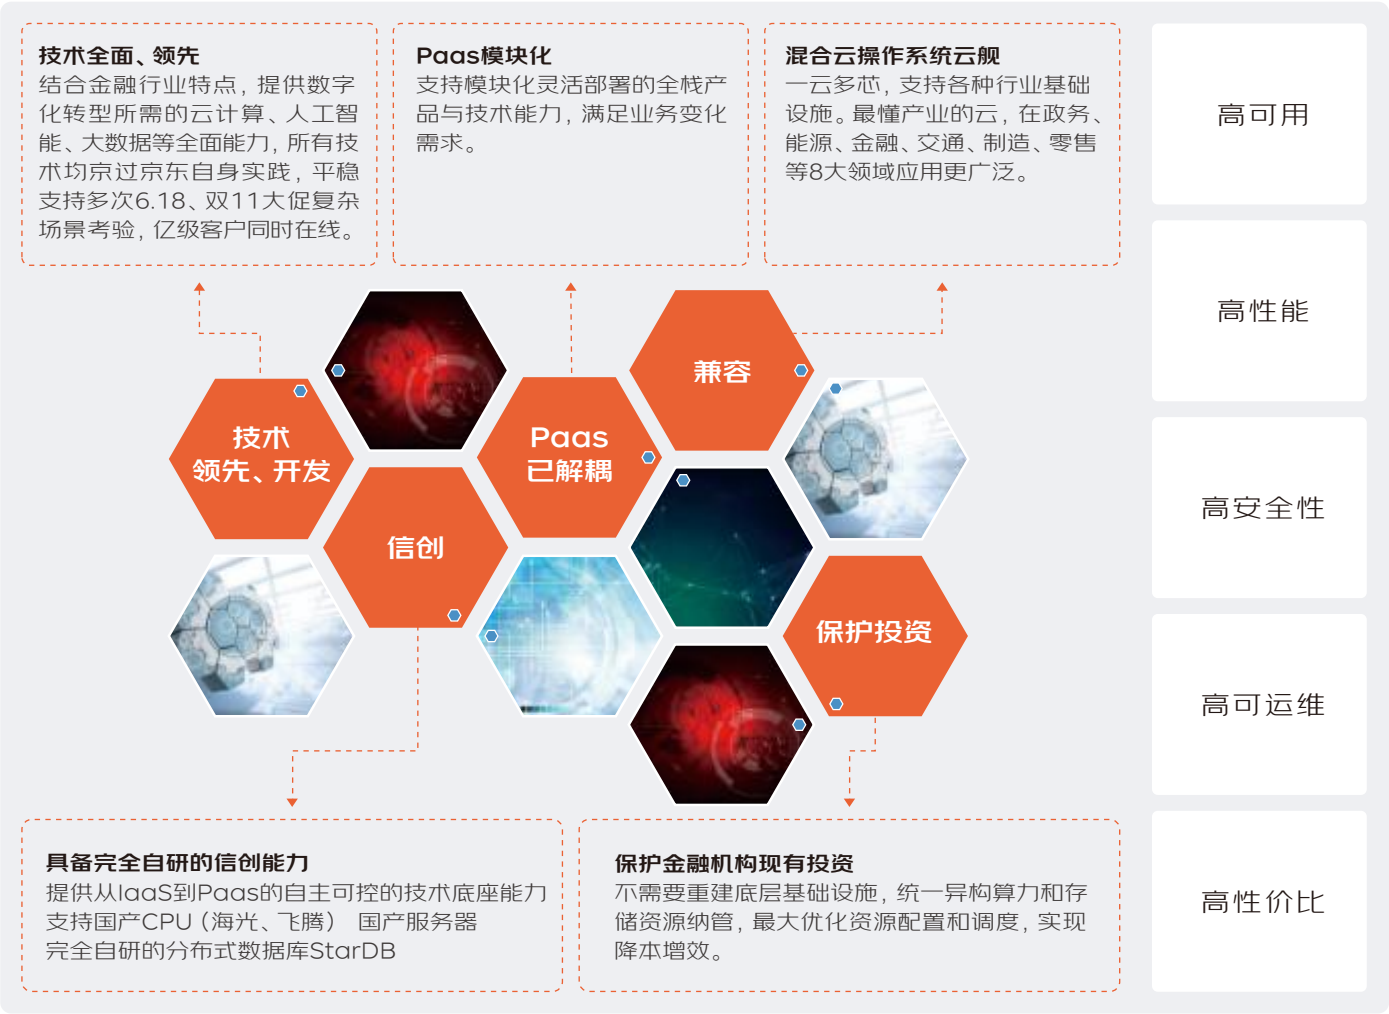 技术全面、领先
结合金融行业特点，提供数字
化转型所需的云计算、人工智
能、大数据等全面能力，所有技
术均京过京东自身实践，平稳
支持多次6.18、双11大促复杂
场景考验，亿级客户同时在线。
Paas模块化
支持模块化灵活部署的全栈产
品与技术能力，满足业务变化
需求。
混合云操作系统云舰
一云多芯，支持各种行业基础
设施。最懂产业的云，在政务、
能源、金融、交通、制造、零售
等8大领域应用更广泛。
技术
领先、开发
信创
Paas
已解耦
兼容
保护投资
具备完全自研的信创能力
提供从IaaS到Paas的自主可控的技术底座能力
支持国产CPU（海光、飞腾） 国产服务器
完全自研的分布式数据库StarDB
保护金融机构现有投资
不需要重建底层基础设施，统一异构算力和存
储资源纳管，最大优化资源配置和调度，实现
降本增效。
高可用
高性能
高安全性
高可运维
高性价比